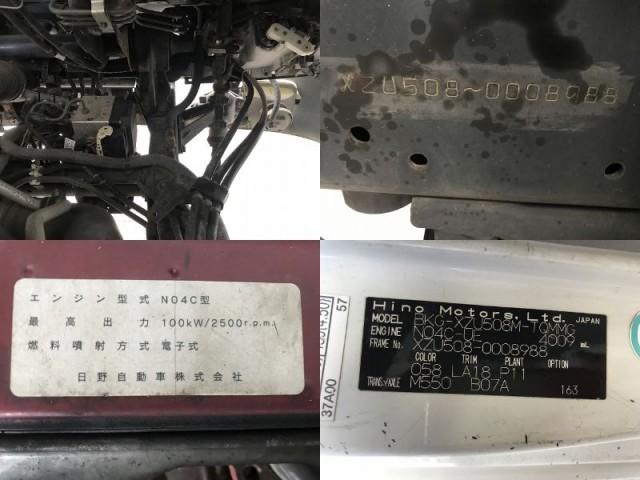 XZU508-0008988
エンジン型式 N04C型
最高出力 100kW/2500r.p.m.
燃料噴射方式 電子式
日野自動車株式会社
57
37A00
Hino Motors,Ltd. JAPAN
MODEL BKG-XZU508M-TQMMG
ENGINE N04C-DF 4009 mL
FRAME No. XZU508-0008988
COLOR TRIM PLANT OPTION
058 LA18 P11
TRANS/AXLE M550 B07A 163